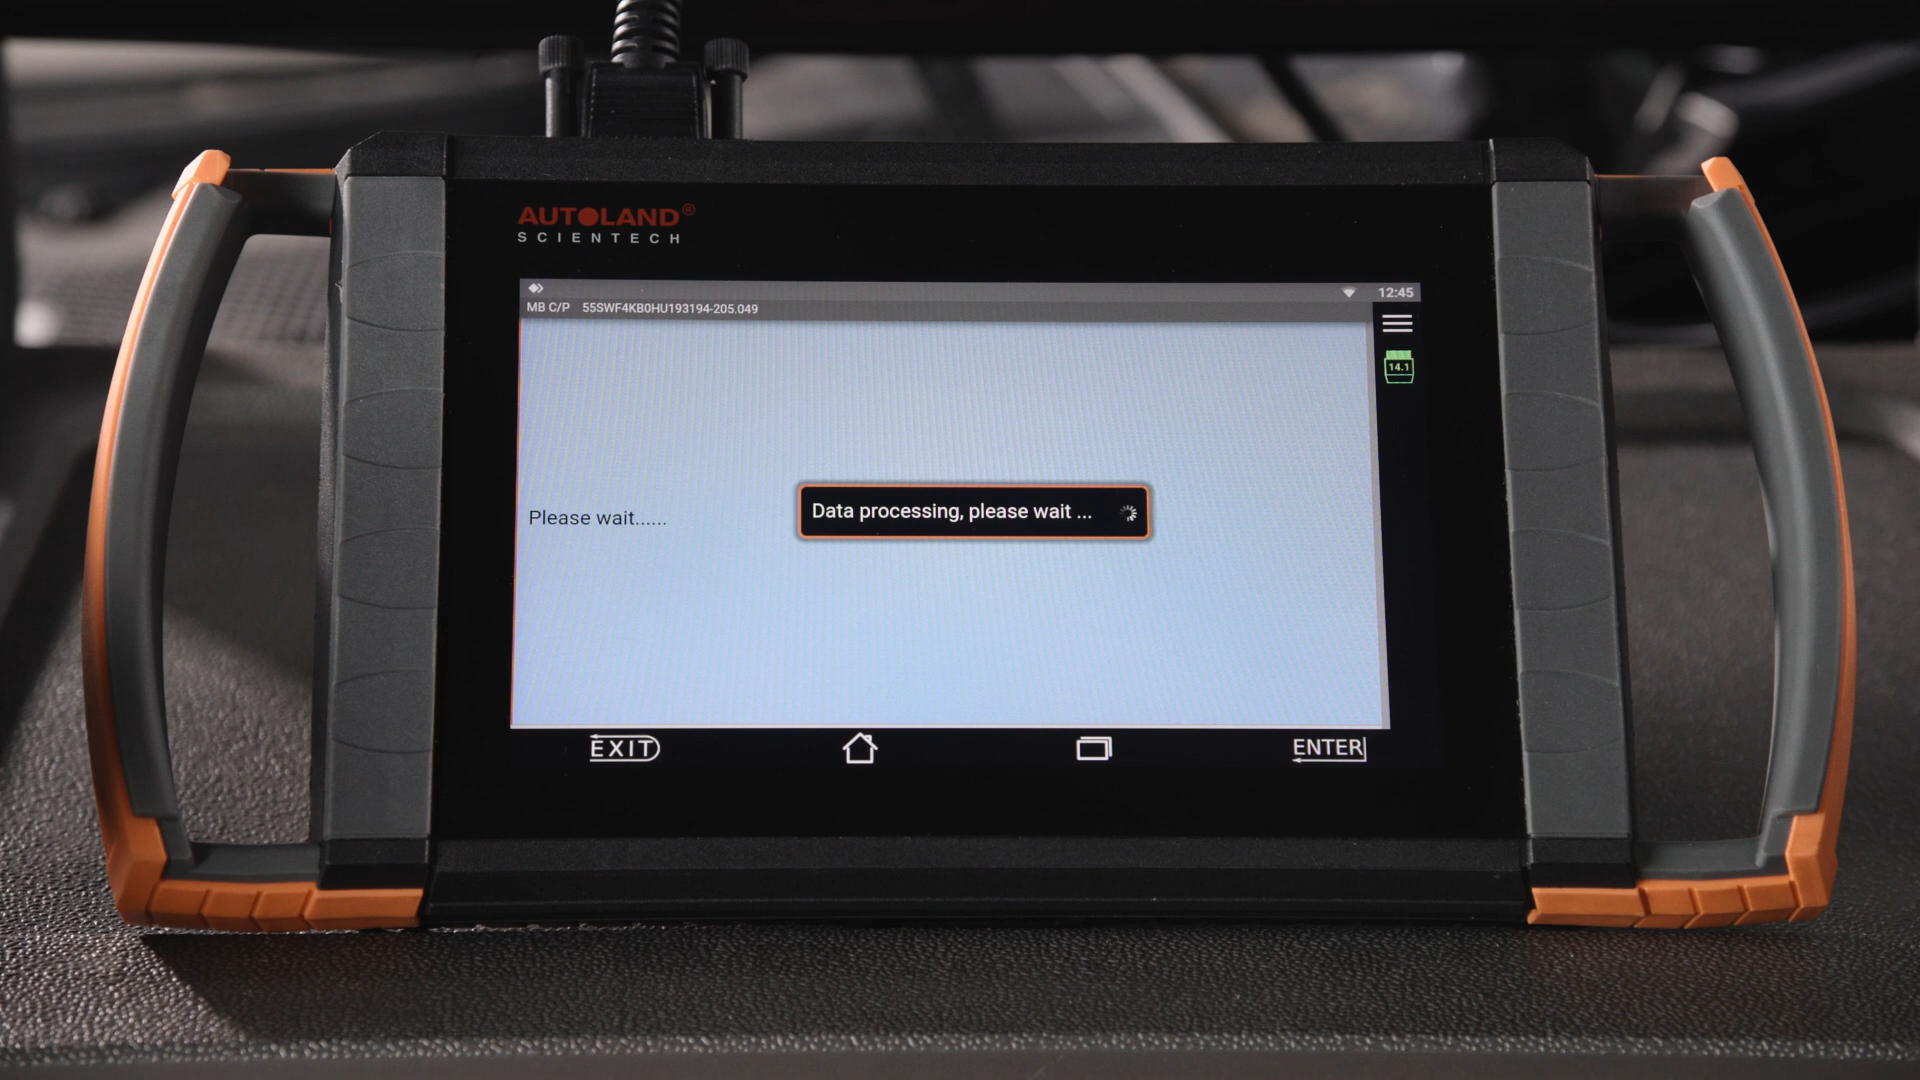 AUTOLAND®
SCIENTECH
12:45
MB C/P 55SWF4KB0HU193194-205.049
14.1
Data processing, please wait ...
Please wait......
EXIT
ENTER